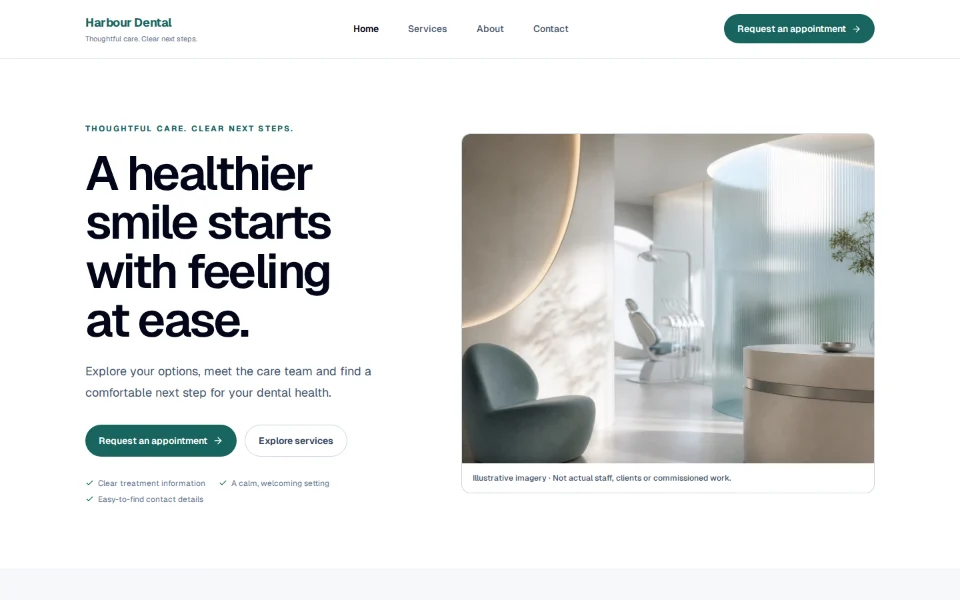 Harbour Dental
Thoughtful care. Clear next steps.
Home
Services
About
Contact
Request an appointment →
THOUGHTFUL CARE. CLEAR NEXT STEPS.
A healthier
smile starts
with feeling
at ease.
Explore your options, meet the care team and find a
comfortable next step for your dental health.
Request an appointment →
Explore services
✓ Clear treatment information
✓ A calm, welcoming setting
✓ Easy-to-find contact details
Illustrative imagery · Not actual staff, clients or commissioned work.